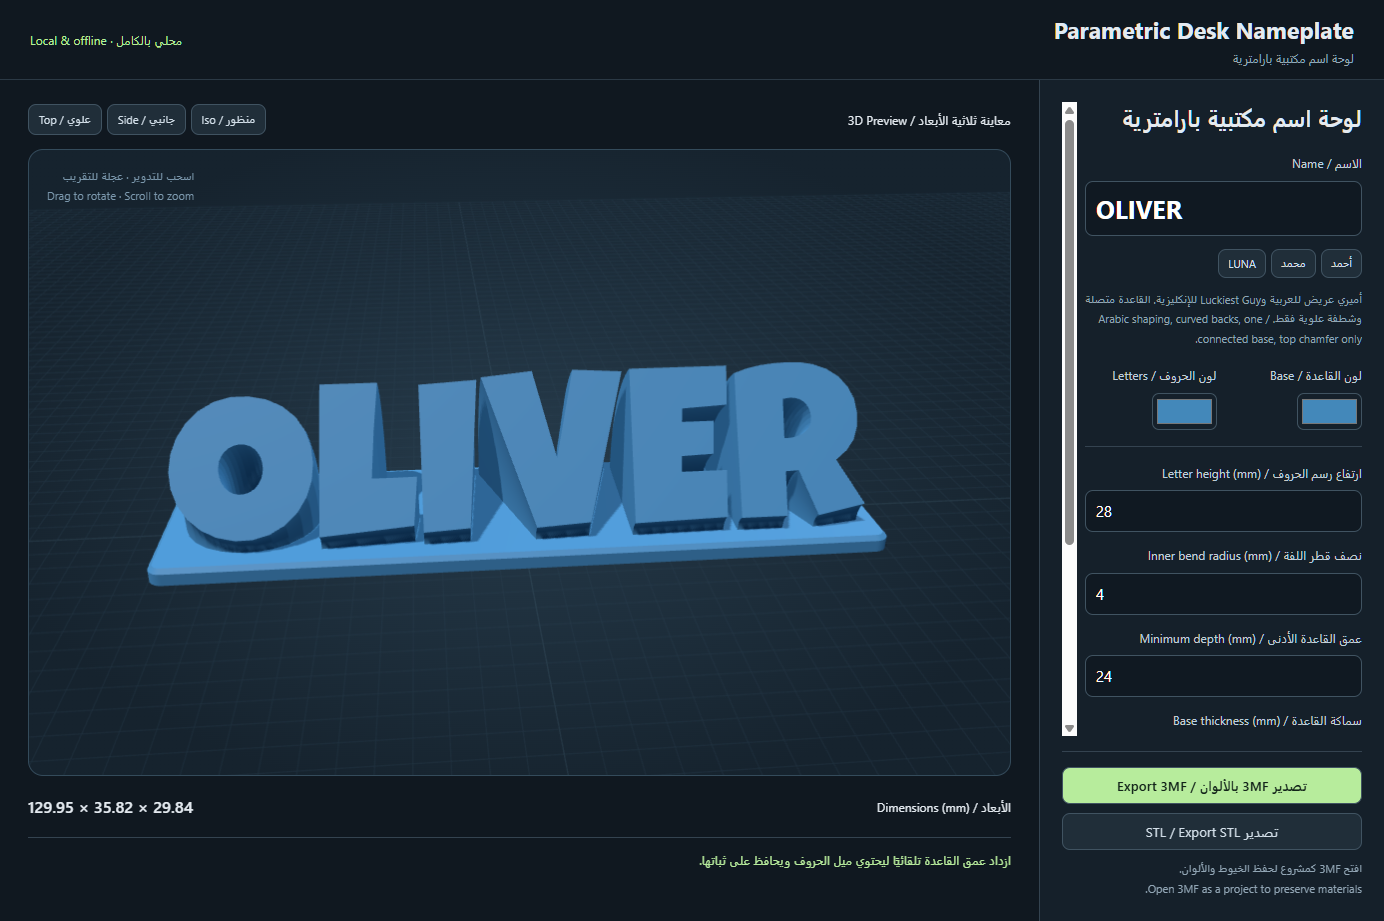 Parametric Desk Nameplate
لوحة اسم مكتبية بارامترية
محلي بالكامل · Local & offline
لوحة اسم مكتبية بارامترية
الاسم / Name
OLIVER
أحمد
محمد
LUNA
أميري عريض للعربية وLuckiest Guy للإنكليزية. القاعدة متصلة
وشطفة علوية فقط. / Arabic shaping, curved backs, one
connected base, top chamfer only.
لون القاعدة / Base
لون الحروف / Letters
ارتفاع رسم الحروف / Letter height (mm)
28
نصف قطر اللفة / Inner bend radius (mm)
4
عمق القاعدة الأدنى / Minimum depth (mm)
24
سماكة القاعدة / Base thickness (mm)
تصدير 3MF بالألوان / Export 3MF
تصدير STL / Export STL
افتح 3MF كمشروع لحفظ الخيوط والألوان.
Open 3MF as a project to preserve materials.
معاينة ثلاثية الأبعاد / 3D Preview
منظور / Iso
جانبي / Side
علوي / Top
اسحب للتدوير · عجلة للتقريب
Drag to rotate · Scroll to zoom
OLIVER
الأبعاد / Dimensions (mm)
129.95 × 35.82 × 29.84
ازداد عمق القاعدة تلقائيًا ليحتوي ميل الحروف ويحافظ على ثباتها.